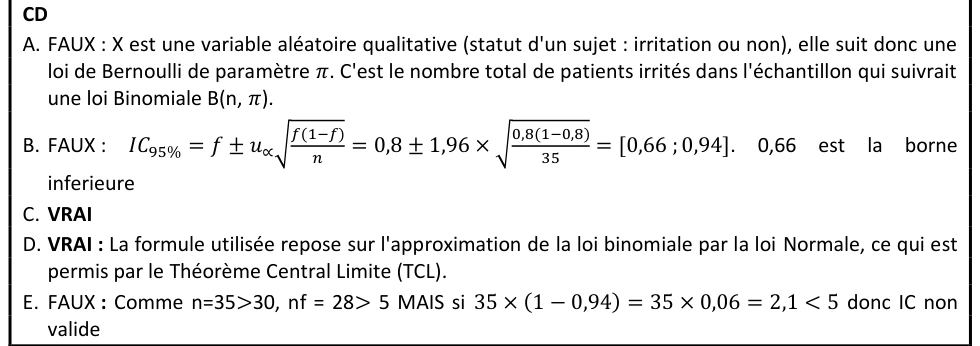 CD
A. FAUX : X est une variable aléatoire qualitative (statut d'un sujet : irritation ou non), elle suit donc une
loi de Bernoulli de paramètre π. C'est le nombre total de patients irrités dans l'échantillon qui suivrait
une loi Binomiale B(n, π).
B. FAUX : IC₉₅% = f ± u∝√(f(1−f)/n) = 0,8 ± 1,96 × √(0,8(1−0,8)/35) = [0,66 ; 0,94]. 0,66 est la borne
inferieure
C. VRAI
D. VRAI : La formule utilisée repose sur l'approximation de la loi binomiale par la loi Normale, ce qui est
permis par le Théorème Central Limite (TCL).
E. FAUX : Comme n=35>30, nf = 28> 5 MAIS si 35 × (1 − 0,94) = 35 × 0,06 = 2,1 < 5 donc IC non
valide